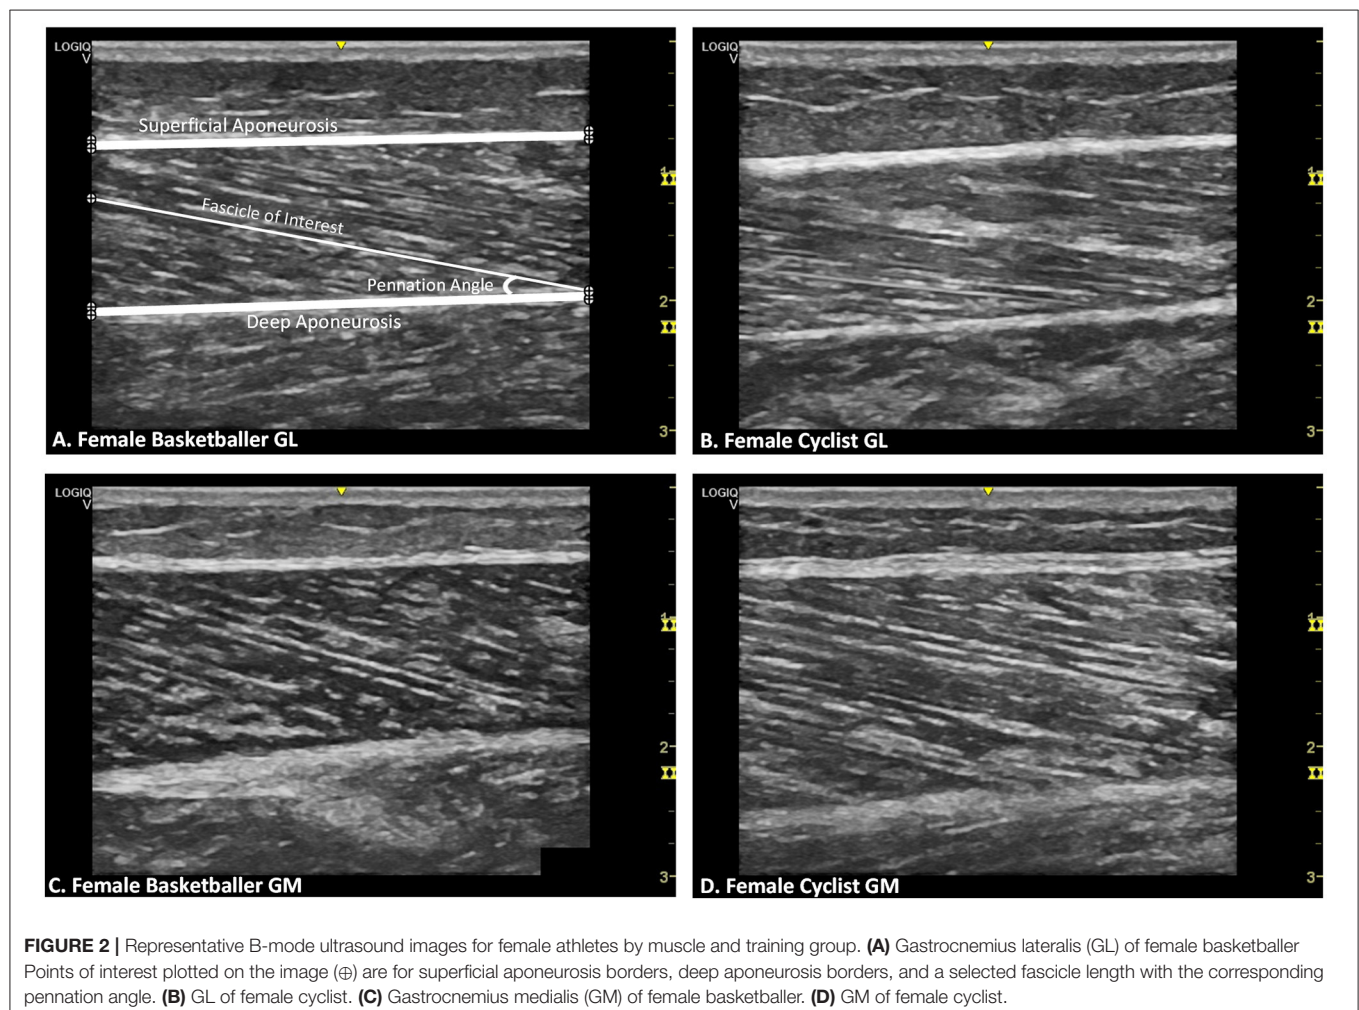 LOGIQ
V
Superficial Aponeurosis
Fascicle of Interest
Pennation Angle
Deep Aponeurosis
1
2
3
A. Female Basketballer GL
LOGIQ
V
1
2
3
B. Female Cyclist GL
LOGIQ
V
1
2
3
C. Female Basketballer GM
LOGIQ
V
1
2
3
D. Female Cyclist GM
FIGURE 2 | Representative B-mode ultrasound images for female athletes by muscle and training group. (A) Gastrocnemius lateralis (GL) of female basketballer
Points of interest plotted on the image (⊕) are for superficial aponeurosis borders, deep aponeurosis borders, and a selected fascicle length with the corresponding
pennation angle. (B) GL of female cyclist. (C) Gastrocnemius medialis (GM) of female basketballer. (D) GM of female cyclist.